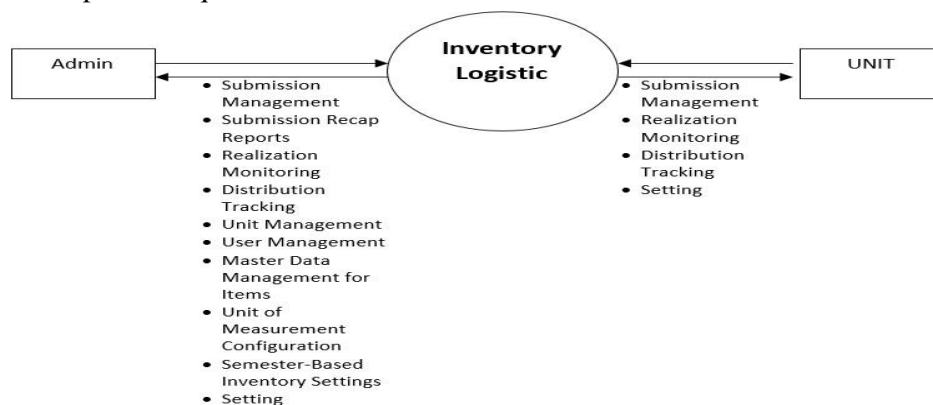 Admin
Inventory
Logistic
UNIT
• Submission
Management
• Submission Recap
Reports
• Realization
Monitoring
• Distribution
Tracking
• Unit Management
• User Management
• Master Data
Management for
Items
• Unit of
Measurement
Configuration
• Semester-Based
Inventory Settings
• Setting
• Submission
Management
• Realization
Monitoring
• Distribution
Tracking
• Setting